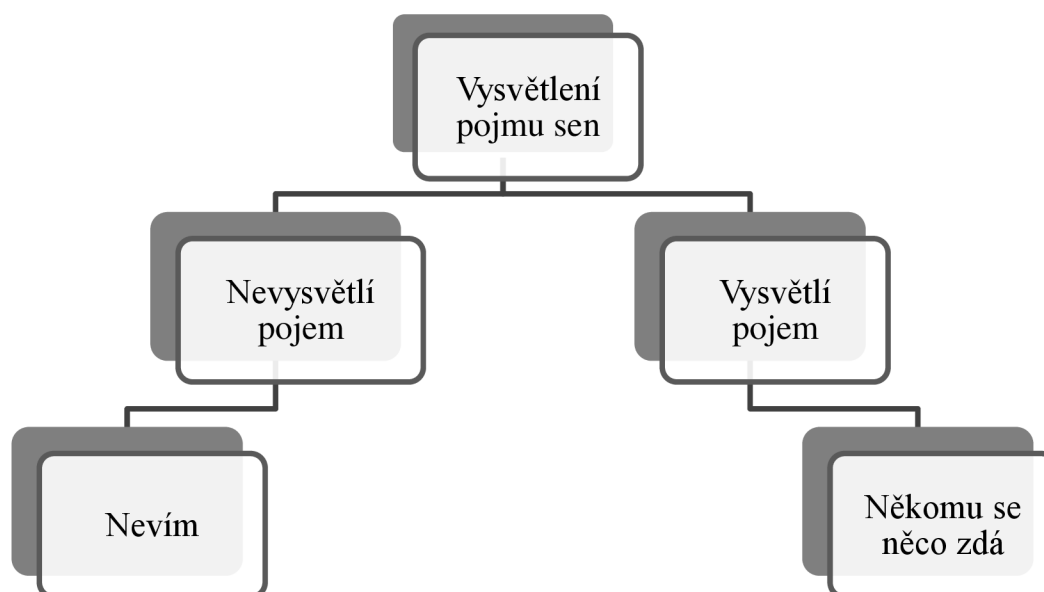 Vysvětlení
pojmu sen
Nevysvětlí
pojem
Vysvětlí
pojem
Nevím
Někomu se
něco zdá